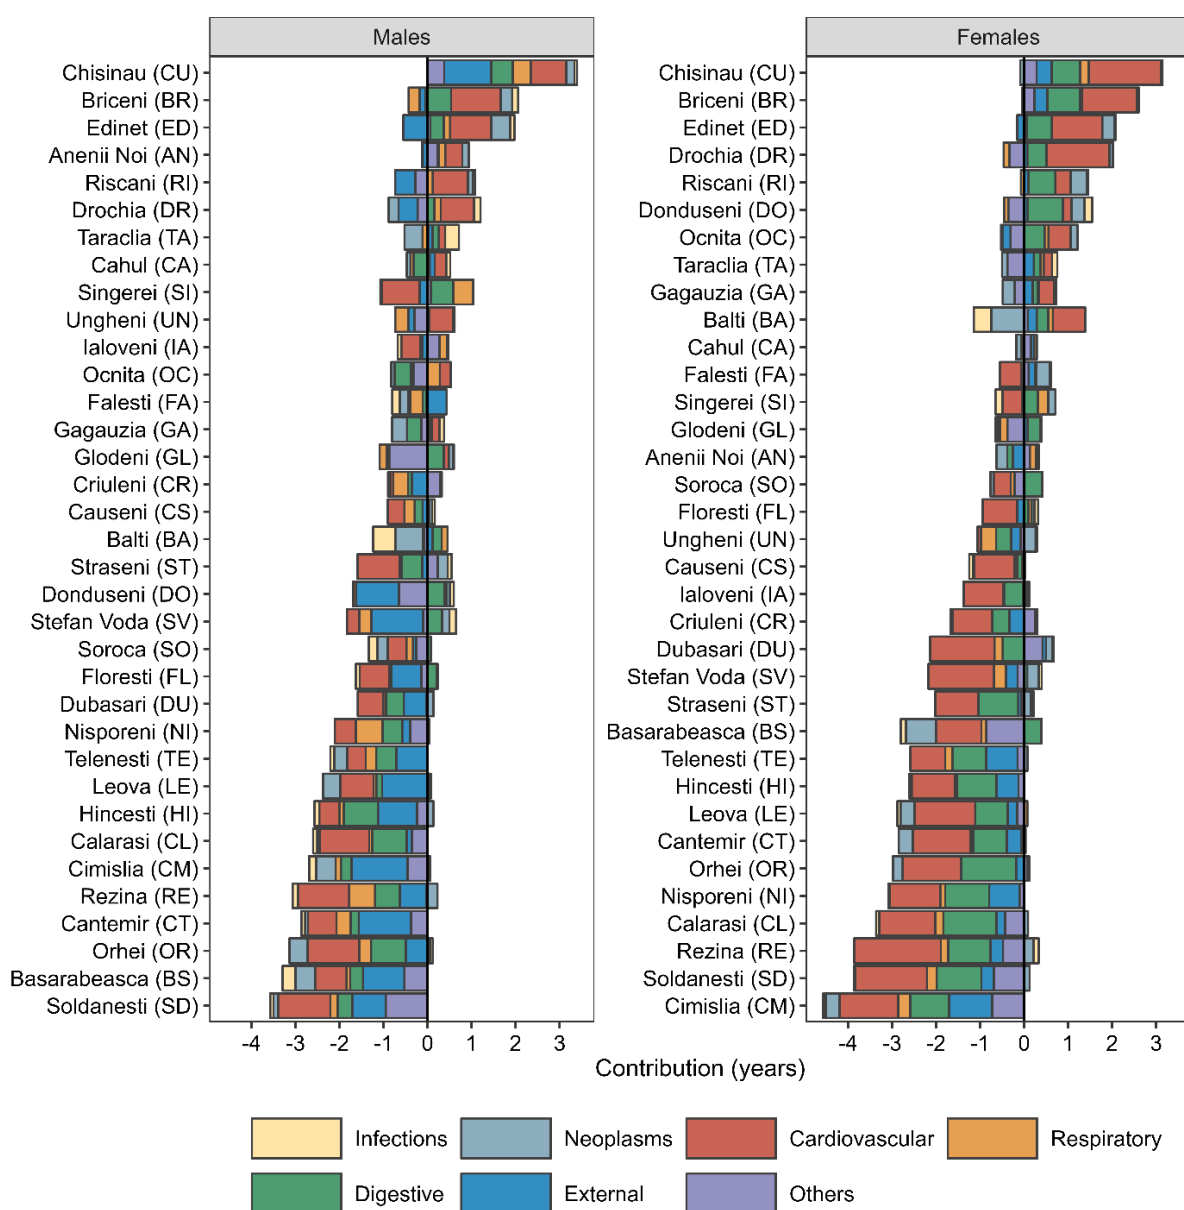 Males
Chisinau (CU)
Briceni (BR)
Edinet (ED)
Anenii Noi (AN)
Riscani (RI)
Drochia (DR)
Taraclia (TA)
Cahul (CA)
Singerei (SI)
Ungheni (UN)
Ialoveni (IA)
Ocnita (OC)
Falesti (FA)
Gagauzia (GA)
Glodeni (GL)
Criuleni (CR)
Causeni (CS)
Balti (BA)
Straseni (ST)
Donduseni (DO)
Stefan Voda (SV)
Soroca (SO)
Floresti (FL)
Dubasari (DU)
Nisporeni (NI)
Telenesti (TE)
Leova (LE)
Hincesti (HI)
Calarasi (CL)
Cimislia (CM)
Rezina (RE)
Cantemir (CT)
Orhei (OR)
Basarabeasca (BS)
Soldanesti (SD)
-4 -3 -2 -1 0 1 2 3
Females
Chisinau (CU)
Briceni (BR)
Edinet (ED)
Drochia (DR)
Riscani (RI)
Donduseni (DO)
Ocnita (OC)
Taraclia (TA)
Gagauzia (GA)
Balti (BA)
Cahul (CA)
Falesti (FA)
Singerei (SI)
Glodeni (GL)
Anenii Noi (AN)
Soroca (SO)
Floresti (FL)
Ungheni (UN)
Causeni (CS)
Ialoveni (IA)
Criuleni (CR)
Dubasari (DU)
Stefan Voda (SV)
Straseni (ST)
Basarabeasca (BS)
Telenesti (TE)
Hincesti (HI)
Leova (LE)
Cantemir (CT)
Orhei (OR)
Nisporeni (NI)
Calarasi (CL)
Rezina (RE)
Soldanesti (SD)
Cimislia (CM)
-4 -3 -2 -1 0 1 2 3
Contribution (years)
Infections Neoplasms Cardiovascular Respiratory
Digestive External Others